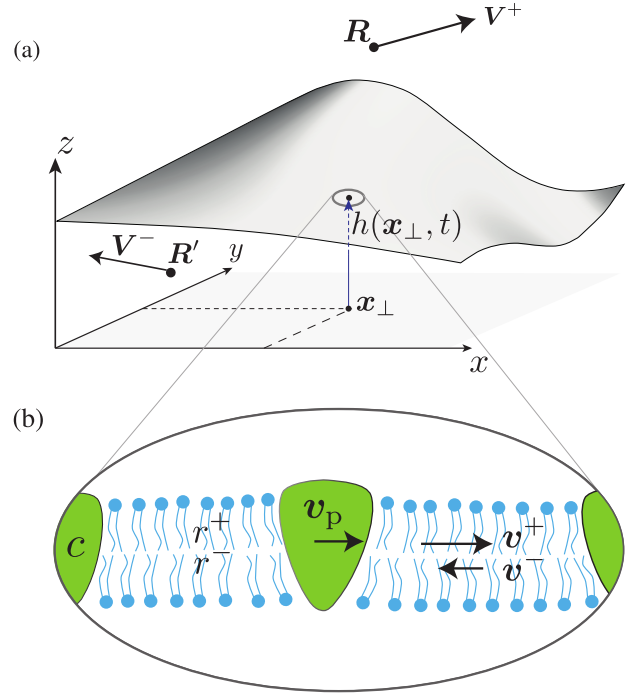 (a)
R
V⁺
z
h(x⊥, t)
V⁻
R′
y
x⊥
x
(b)
c
r⁺
r⁻
vₚ
v⁺
v⁻